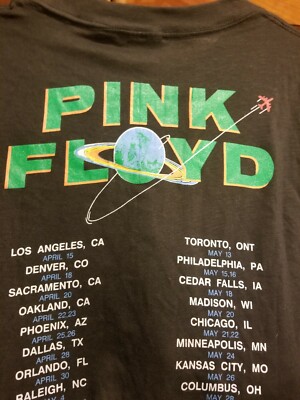 PINK
FLOYD
LOS ANGELES, CA
APRIL 15
DENVER, CO
APRIL 18
SACRAMENTO, CA
APRIL 20
OAKLAND, CA
APRIL 22,23
PHOENIX, AZ
APRIL 25,26
DALLAS, TX
APRIL 28
ORLANDO, FL
APRIL 30
RALEIGH, NC
MAY 4
TORONTO, ONT
MAY 13
PHILADELPHIA, PA
MAY 15,16
CEDAR FALLS, IA
MAY 18
MADISON, WI
MAY 20
CHICAGO, IL
MAY 21,22
MINNEAPOLIS, MN
MAY 24
KANSAS CITY, MO
MAY 26
COLUMBUS, OH
MAY 28